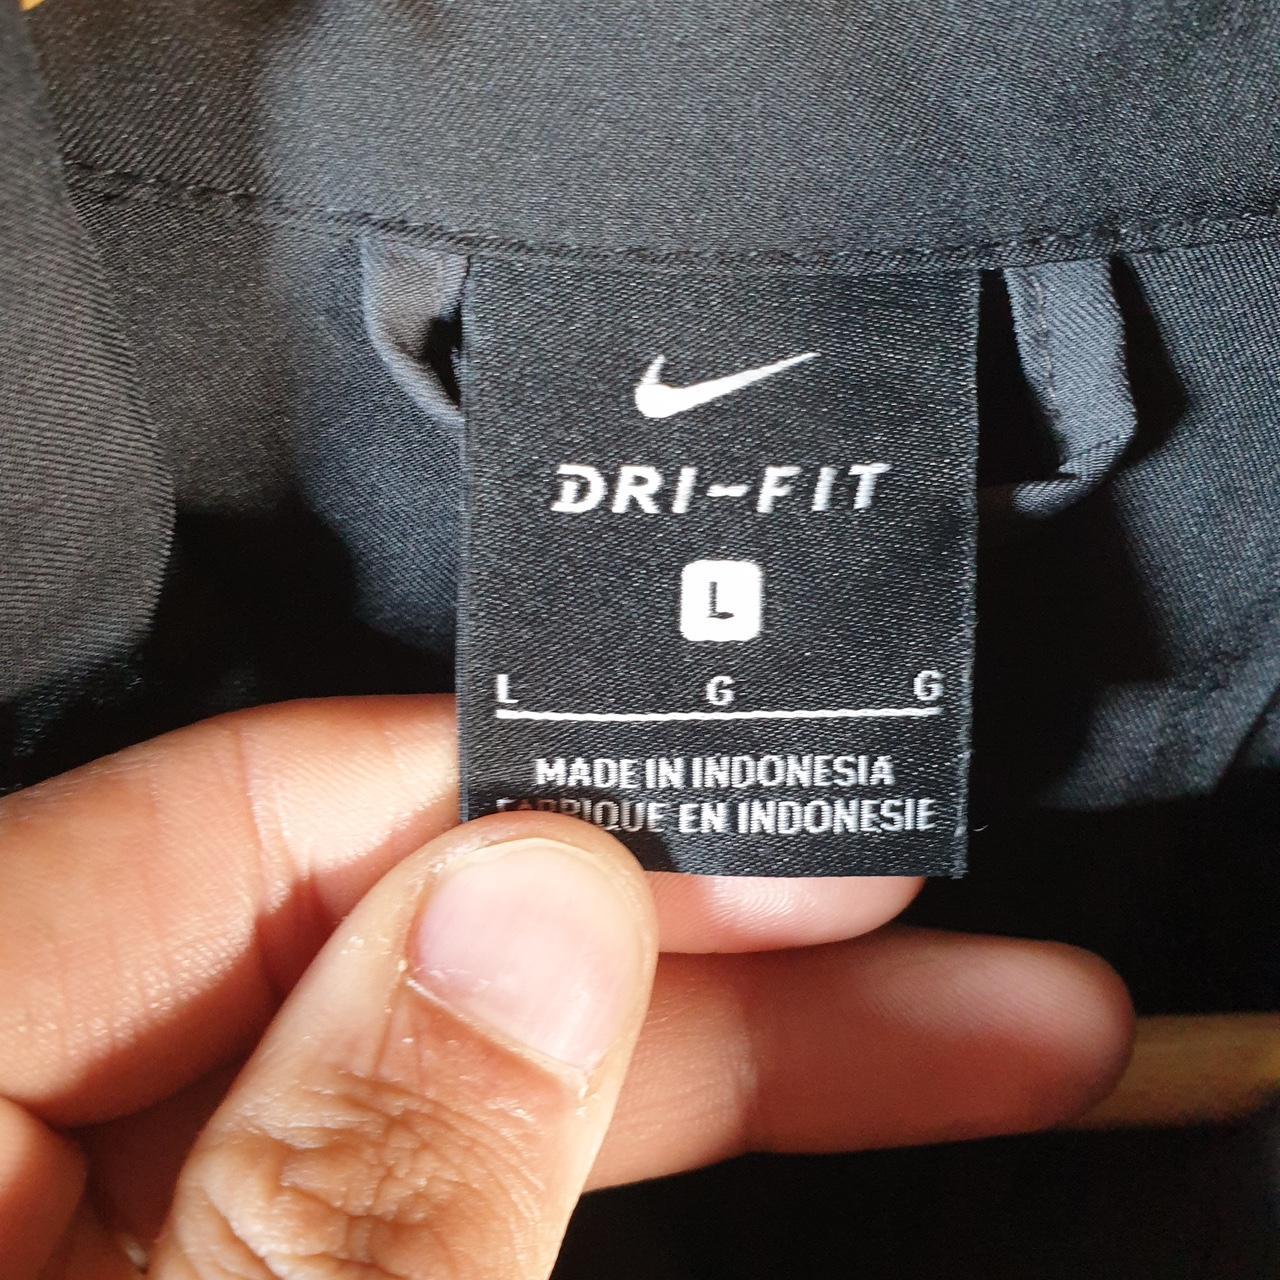 DRI-FIT
L
L G G
MADE IN INDONESIA
FABRIQUE EN INDONESIE